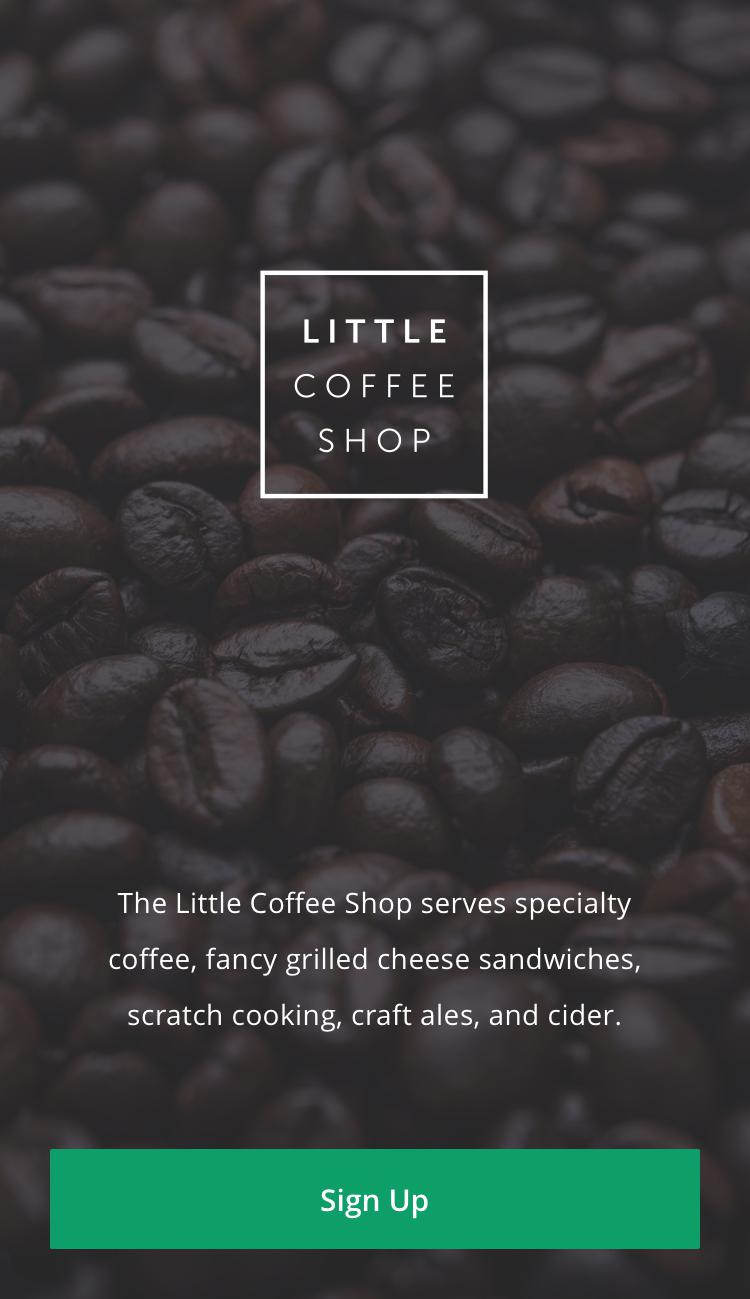 LITTLE
COFFEE
SHOP
The Little Coffee Shop serves specialty
coffee, fancy grilled cheese sandwiches,
scratch cooking, craft ales, and cider.
Sign Up